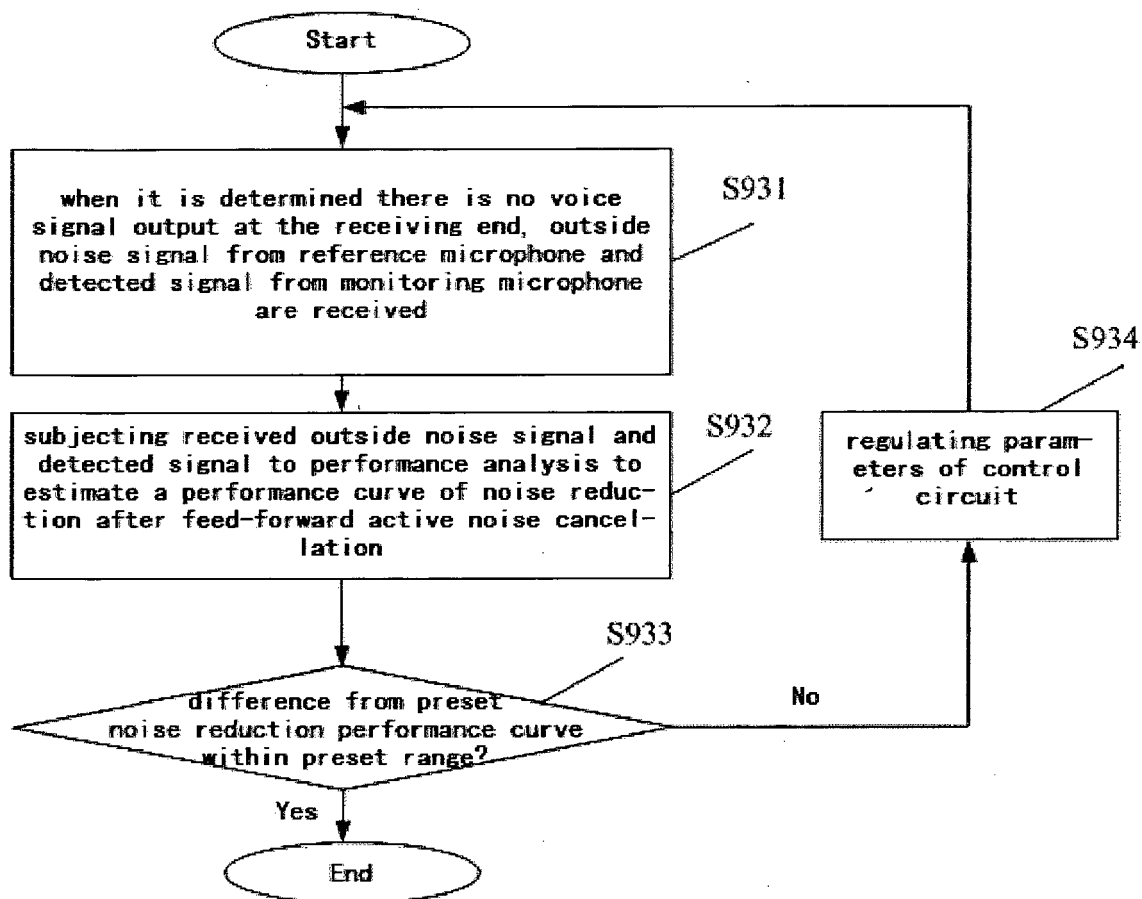 Start
when it is determined there is no voice
signal output at the receiving end, outside
noise signal from reference microphone and
detected signal from monitoring microphone
are received
S931
S934
subjecting received outside noise signal and
detected signal to performance analysis to
estimate a performance curve of noise reduc-
tion after feed-forward active noise cancel-
lation
S932
regulating param-
eters of control
circuit
S933
difference from preset
noise reduction performance curve
within preset range?
No
Yes
End